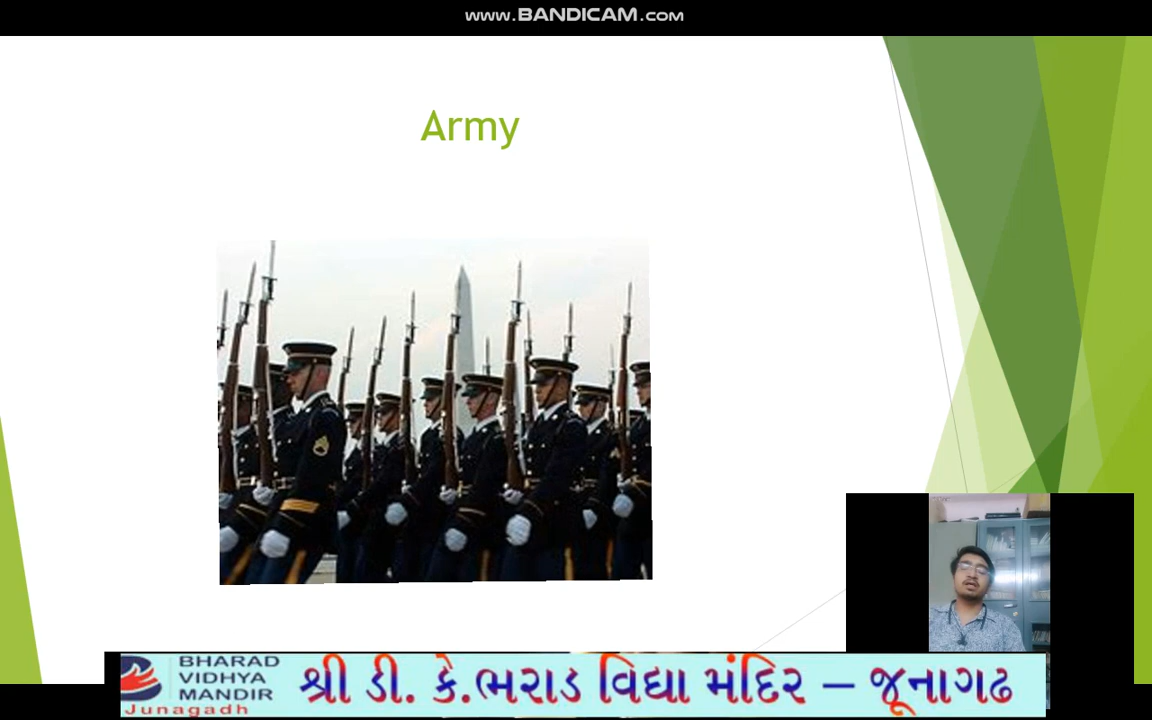 www.BANDICAM.com
Army
BHARAD
VIDHYA
MANDIR
Junagadh
શ્રી ડી. કે.ભરાડ વિદ્યા મંદિર – જૂનાગઢ